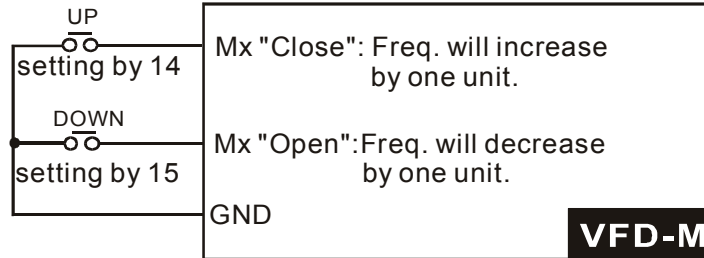 UP
setting by 14
Mx "Close": Freq. will increase
by one unit.
DOWN
setting by 15
Mx "Open":Freq. will decrease
by one unit.
GND
VFD-M